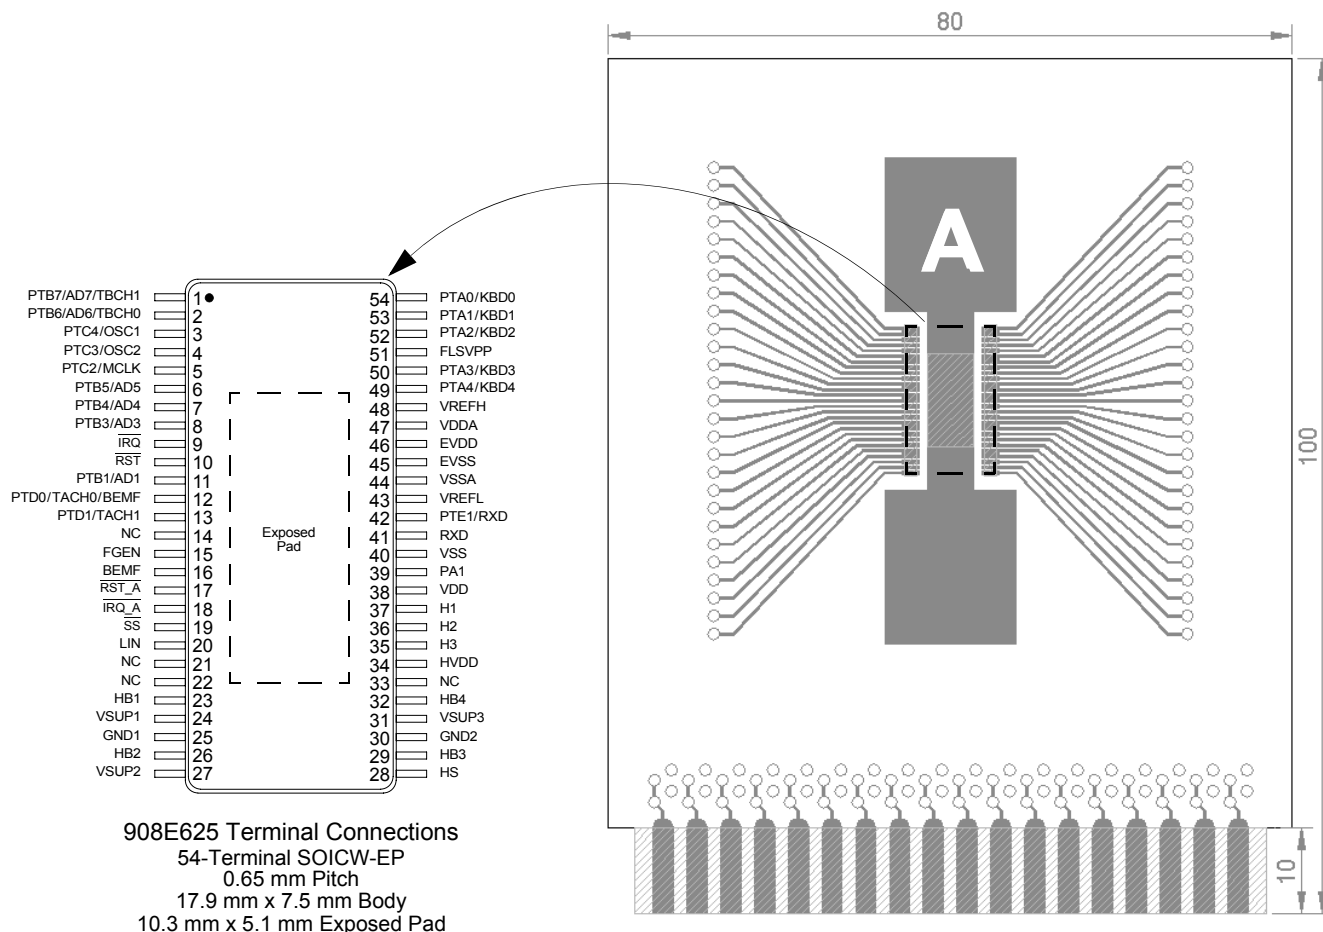 80
A
100
10
PTB7/AD7/TBCH1 1 54 PTA0/KBD0
PTB6/AD6/TBCH0 2 53 PTA1/KBD1
PTC4/OSC1 3 52 PTA2/KBD2
PTC3/OSC2 4 51 FLSVPP
PTC2/MCLK 5 50 PTA3/KBD3
PTB5/AD5 6 49 PTA4/KBD4
PTB4/AD4 7 48 VREFH
PTB3/AD3 8 47 VDDA
IRQ 9 46 EVDD
RST 10 45 EVSS
PTB1/AD1 11 44 VSSA
PTD0/TACH0/BEMF 12 43 VREFL
PTD1/TACH1 13 42 PTE1/RXD
NC 14 Exposed 41 RXD
FGEN 15 Pad 40 VSS
BEMF 16 39 PA1
RST_A 17 38 VDD
IRQ_A 18 37 H1
SS 19 36 H2
LIN 20 35 H3
NC 21 34 HVDD
NC 22 33 NC
HB1 23 32 HB4
VSUP1 24 31 VSUP3
GND1 25 30 GND2
HB2 26 29 HB3
VSUP2 27 28 HS
908E625 Terminal Connections
54-Terminal SOICW-EP
0.65 mm Pitch
17.9 mm x 7.5 mm Body
10.3 mm x 5.1 mm Exposed Pad